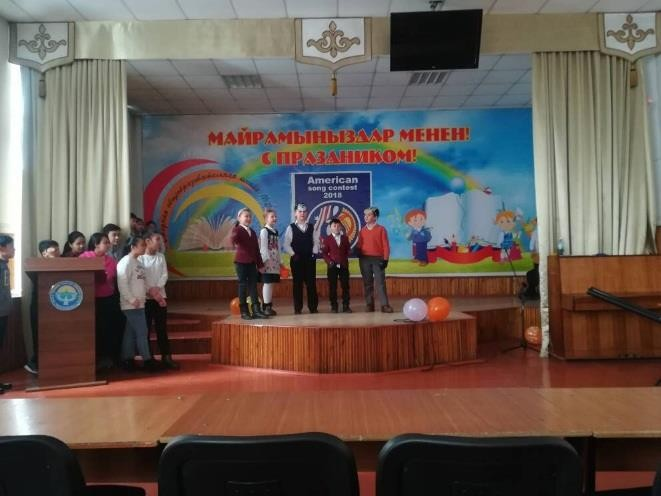 МАЙРАМЫҢЫЗДАР МЕНЕН!
С ПРАЗДНИКОМ!
American
song contest
2018